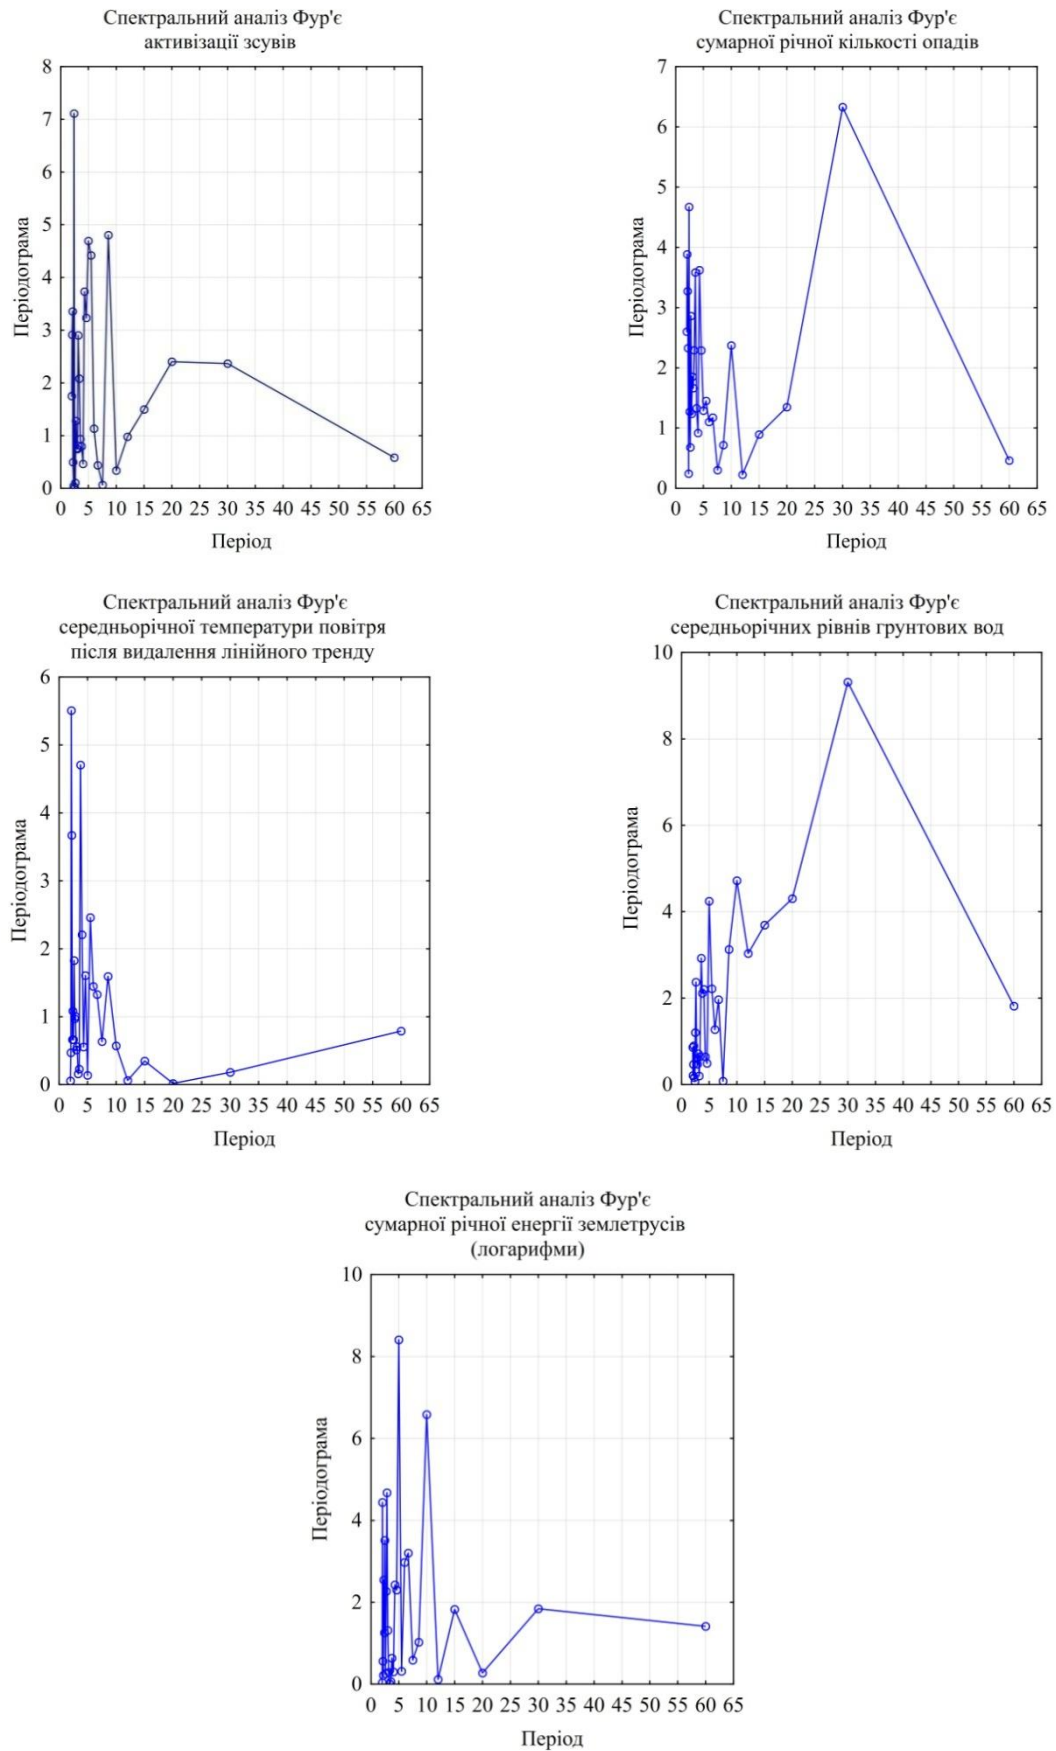 Спектральний аналіз Фур'є
активізації зсувів
8
7
6
5
4
3
2
1
0
Періодограма
0 5 10 15 20 25 30 35 40 45 50 55 60 65
Період
Спектральний аналіз Фур'є
сумарної річної кількості опадів
7
6
5
4
3
2
1
0
Періодограма
0 5 10 15 20 25 30 35 40 45 50 55 60 65
Період
Спектральний аналіз Фур'є
середньорічної температури повітря
після видалення лінійного тренду
6
5
4
3
2
1
0
Періодограма
0 5 10 15 20 25 30 35 40 45 50 55 60 65
Період
Спектральний аналіз Фур'є
середньорічних рівнів грунтових вод
10
8
6
4
2
0
Періодограма
0 5 10 15 20 25 30 35 40 45 50 55 60 65
Період
Спектральний аналіз Фур'є
сумарної річної енергії землетрусів
(логарифми)
10
8
6
4
2
0
Періодограма
0 5 10 15 20 25 30 35 40 45 50 55 60 65
Період